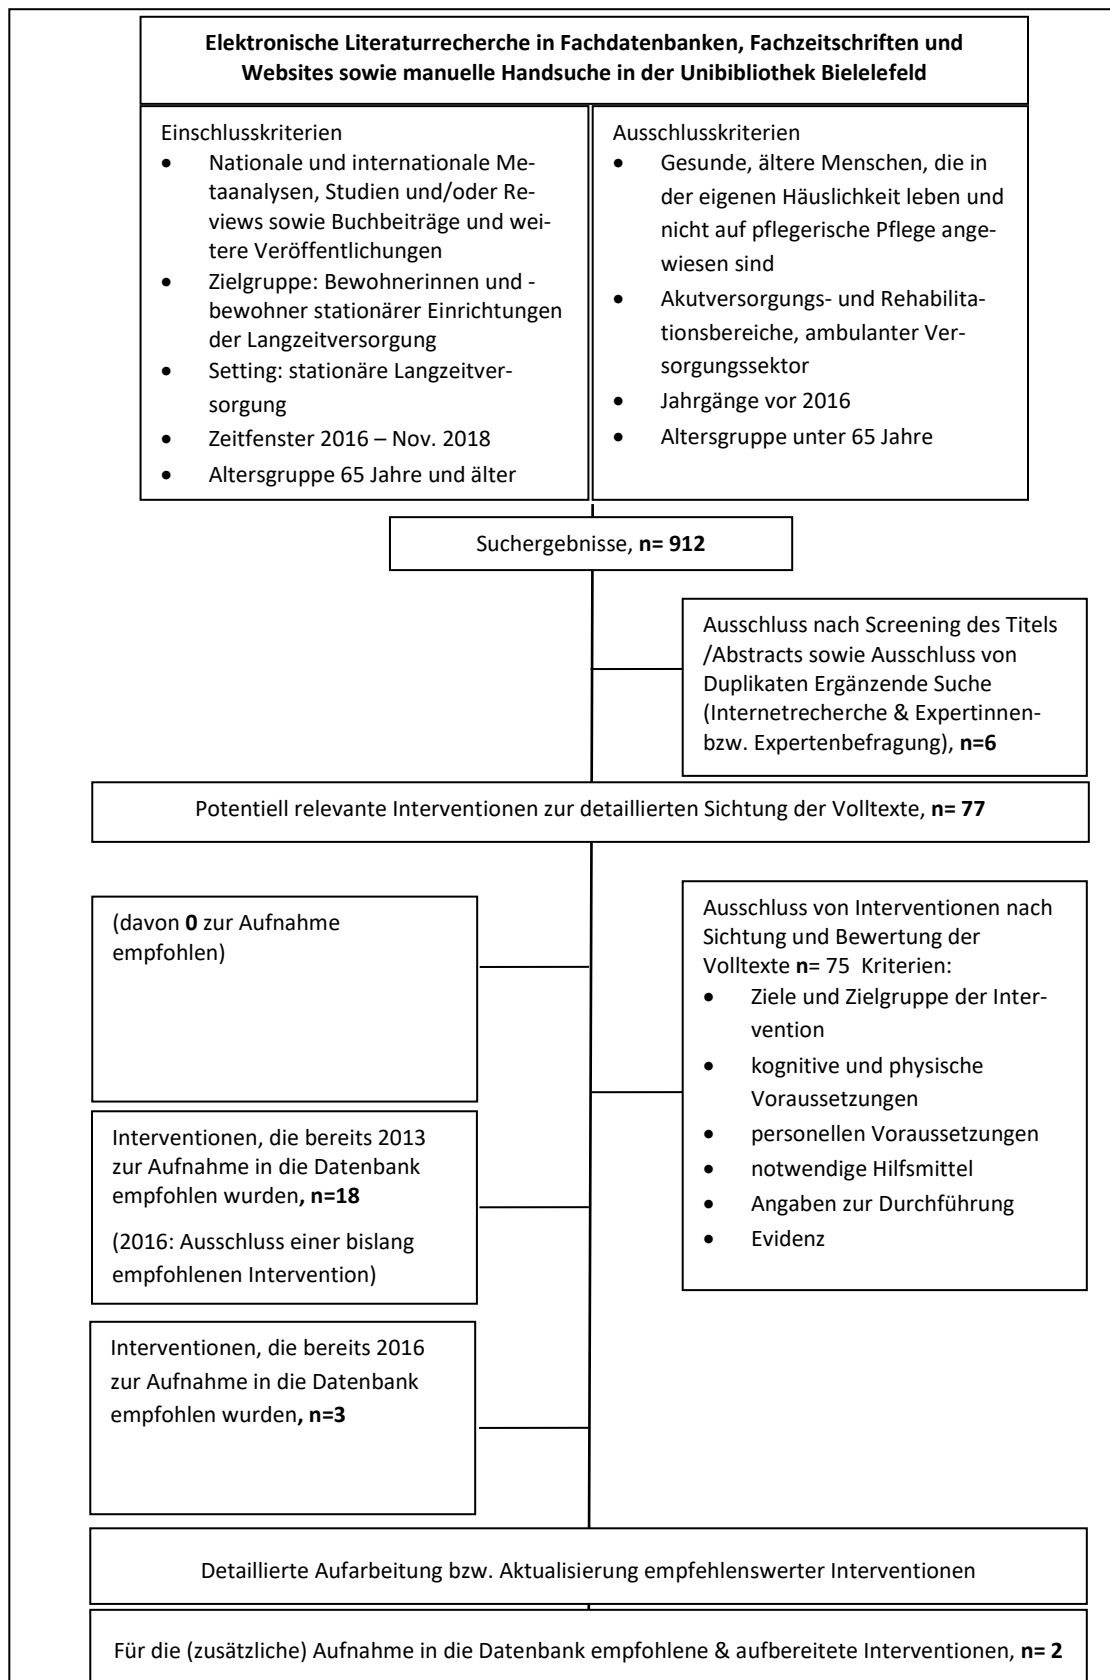 Elektronische Literaturrecherche in Fachdatenbanken, Fachzeitschriften und
Websites sowie manuelle Handsuche in der Unibibliothek Bielelefeld
Einschlusskriterien
• Nationale und internationale Me-
taanalysen, Studien und/oder Re-
views sowie Buchbeiträge und wei-
tere Veröffentlichungen
• Zielgruppe: Bewohnerinnen und -
bewohner stationärer Einrichtungen
der Langzeitversorgung
• Setting: stationäre Langzeitver-
sorgung
• Zeitfenster 2016 – Nov. 2018
• Altersgruppe 65 Jahre und älter
Ausschlusskriterien
• Gesunde, ältere Menschen, die in
der eigenen Häuslichkeit leben und
nicht auf pflegerische Pflege ange-
wiesen sind
• Akutversorgungs- und Rehabilita-
tionsbereiche, ambulanter Ver-
sorgungssektor
• Jahrgänge vor 2016
• Altersgruppe unter 65 Jahre
Suchergebnisse, n= 912
Ausschluss nach Screening des Titels
/Abstracts sowie Ausschluss von
Duplikaten Ergänzende Suche
(Internetrecherche & Expertinnen-
bzw. Expertenbefragung), n=6
Potentiell relevante Interventionen zur detaillierten Sichtung der Volltexte, n= 77
(davon 0 zur Aufnahme
empfohlen)
Ausschluss von Interventionen nach
Sichtung und Bewertung der
Volltexte n= 75 Kriterien:
• Ziele und Zielgruppe der Inter-
vention
• kognitive und physische
Voraussetzungen
• personellen Voraussetzungen
• notwendige Hilfsmittel
• Angaben zur Durchführung
• Evidenz
Interventionen, die bereits 2013
zur Aufnahme in die Datenbank
empfohlen wurden, n=18
(2016: Ausschluss einer bislang
empfohlenen Intervention)
Interventionen, die bereits 2016
zur Aufnahme in die Datenbank
empfohlen wurden, n=3
Detaillierte Aufarbeitung bzw. Aktualisierung empfehlenswerter Interventionen
Für die (zusätzliche) Aufnahme in die Datenbank empfohlene & aufbereitete Interventionen, n= 2